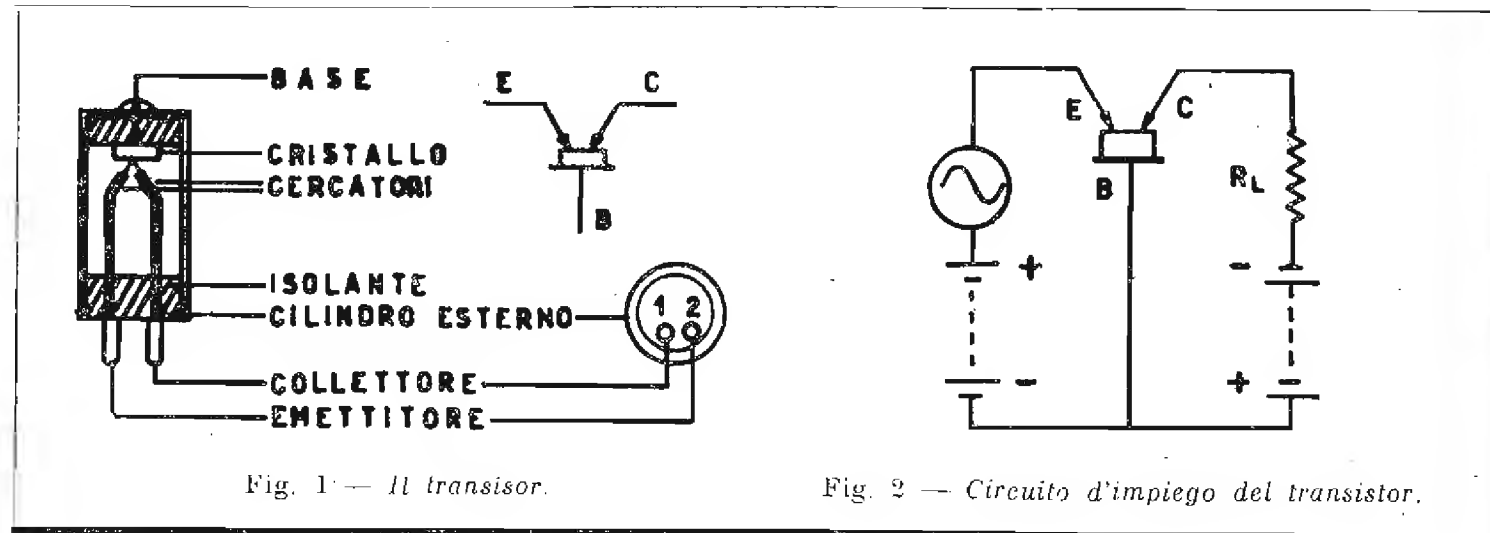 BASE
CRISTALLO
CERCATORI
ISOLANTE
CILINDRO ESTERNO
COLLETTORE
EMETTITORE
E C
B
1 2
Fig. 1 — Il transisor.
E C
B
R_L
+ -
- +
Fig. 2 — Circuito d'impiego del transistor.